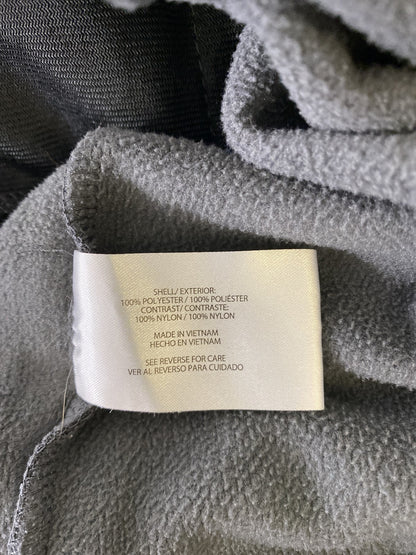 SHELL/ EXTERIOR:
100% POLYESTER / 100% POLIÉSTER
CONTRAST/ CONTRASTE:
100% NYLON / 100% NYLON
MADE IN VIETNAM
HECHO EN VIETNAM
SEE REVERSE FOR CARE
VER AL REVERSO PARA CUIDADO